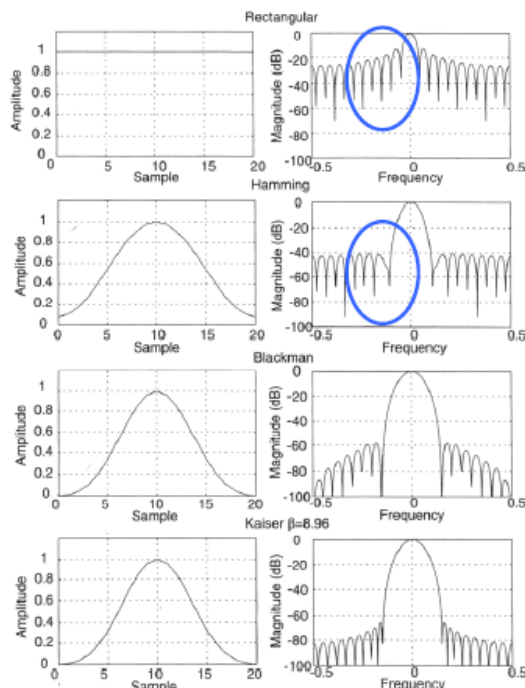 Rectangular
Amplitude
1
0.8
0.6
0.4
0.2
0
0 5 10 15 20
Sample
Magnitude (dB)
0
-20
-40
-60
-80
-100
-0.5 0 0.5
Frequency
Hamming
Amplitude
1
0.8
0.6
0.4
0.2
0
0 5 10 15 20
Sample
Magnitude (dB)
0
-20
-40
-60
-80
-100
-0.5 0 0.5
Frequency
Blackman
Amplitude
1
0.8
0.6
0.4
0.2
0
0 5 10 15 20
Sample
Magnitude (dB)
0
-20
-40
-60
-80
-100
-0.5 0 0.5
Frequency
Kaiser β=8.96
Amplitude
1
0.8
0.6
0.4
0.2
0
0 5 10 15 20
Sample
Magnitude (dB)
0
-20
-40
-60
-80
-100
-0.5 0 0.5
Frequency